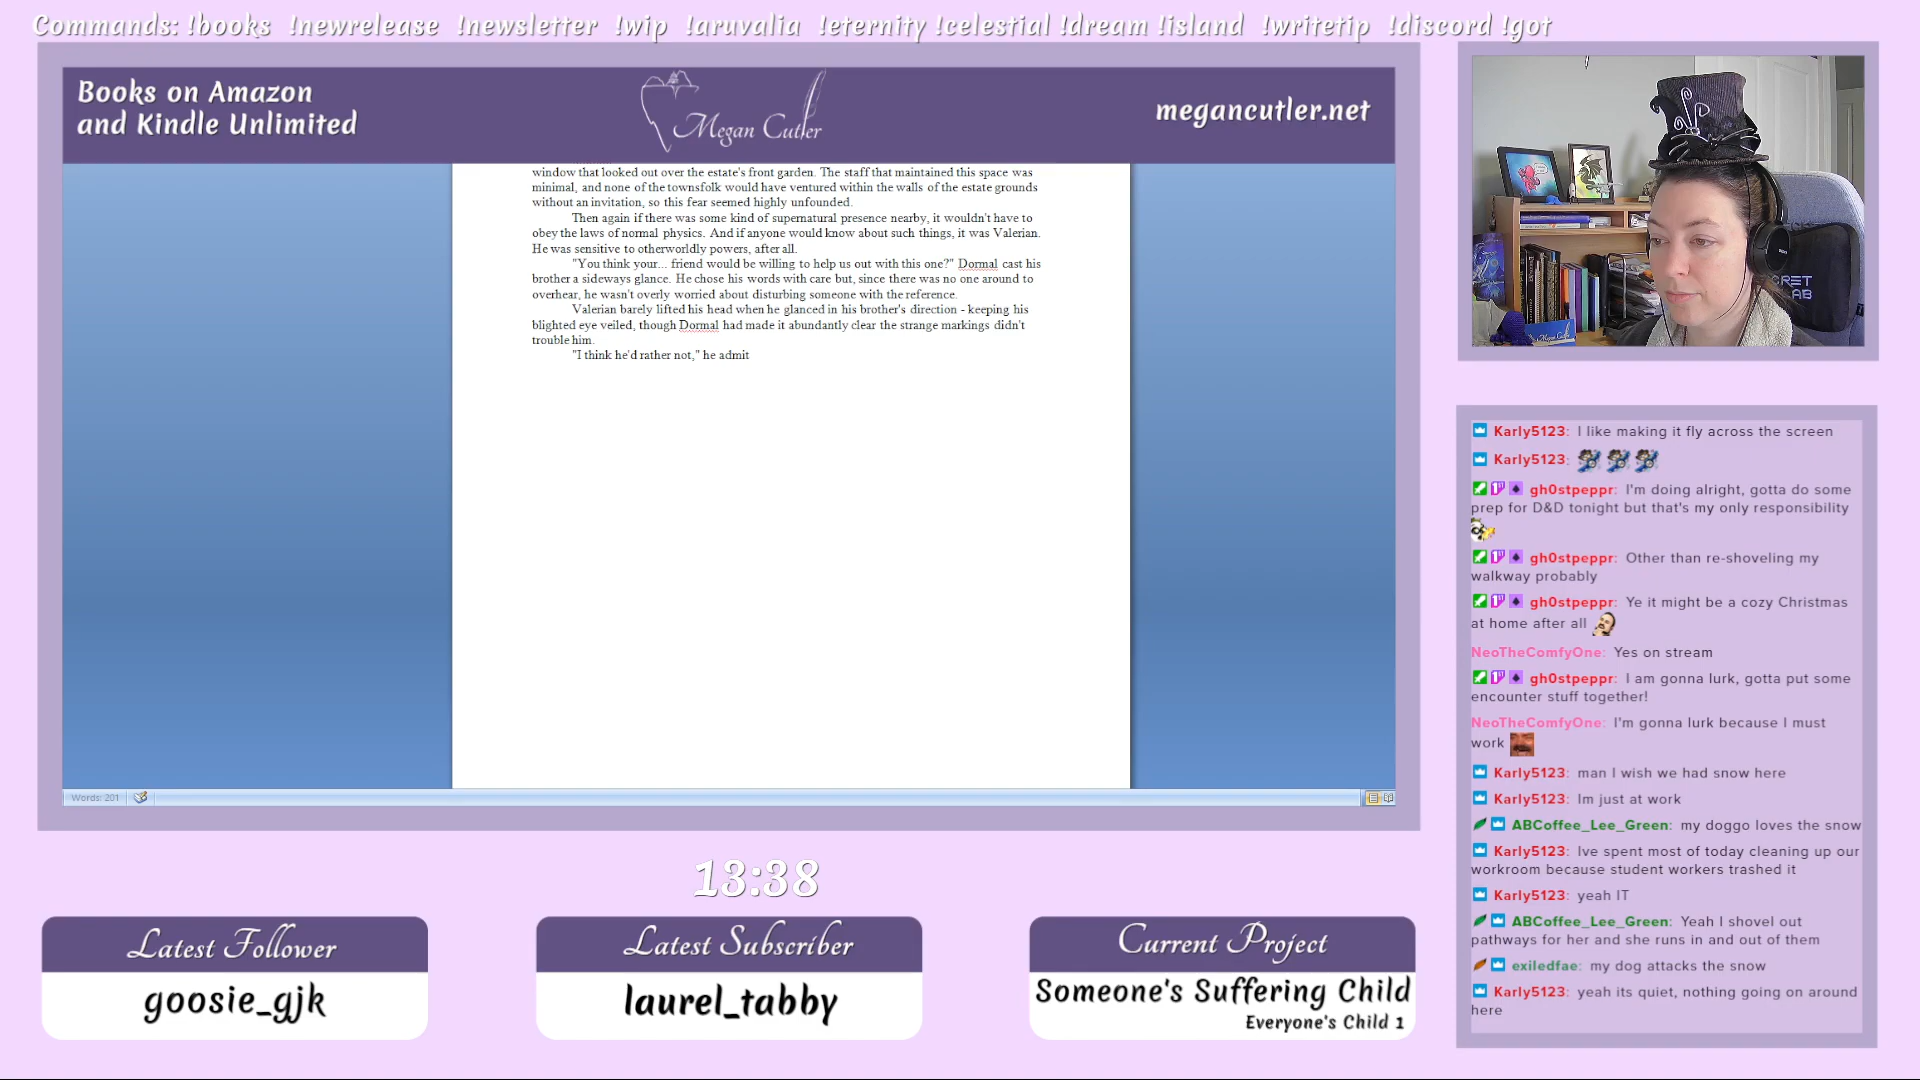 Commands: !books !newrelease !newsletter !wip !aruvalia !eternity !celestial !dream !island !writetip !discord !got
Books on Amazon
and Kindle Unlimited
Megan Cutler
megancutler.net
window that looked out over the estate's front garden. The staff that maintained this space was
minimal, and none of the townsfolk would have ventured within the walls of the estate grounds
without an invitation, so this fear seemed highly unfounded.
Then again if there was some kind of supernatural presence nearby, it wouldn't have to
obey the laws of normal physics. And if anyone would know about such things, it was Valerian.
He was sensitive to otherworldly powers, after all.
"You think your... friend would be willing to help us out with this one?" Dormal cast his
brother a sideways glance. He chose his words with care but, since there was no one around to
overhear, he wasn't overly worried about disturbing someone with the reference.
Valerian barely lifted his head when he glanced in his brother's direction - keeping his
blighted eye veiled, though Dormal had made it abundantly clear the strange markings didn't
trouble him.
"I think he'd rather not," he admit
Words: 201
13:38
Latest Follower
goosie_gjk
Latest Subscriber
laurel_tabby
Current Project
Someone's Suffering Child
Everyone's Child 1
Karly5123: I like making it fly across the screen
Karly5123:
gh0stpeppr: I'm doing alright, gotta do some
prep for D&D tonight but that's my only responsibility
gh0stpeppr: Other than re-shoveling my
walkway probably
gh0stpeppr: Ye it might be a cozy Christmas
at home after all
NeoTheComfyOne: Yes on stream
gh0stpeppr: I am gonna lurk, gotta put some
encounter stuff together!
NeoTheComfyOne: I'm gonna lurk because I must
work
Karly5123: man I wish we had snow here
Karly5123: Im just at work
ABCoffee_Lee_Green: my doggo loves the snow
Karly5123: Ive spent most of today cleaning up our
workroom because student workers trashed it
Karly5123: yeah IT
ABCoffee_Lee_Green: Yeah I shovel out
pathways for her and she runs in and out of them
exiledfae: my dog attacks the snow
Karly5123: yeah its quiet, nothing going on around
here